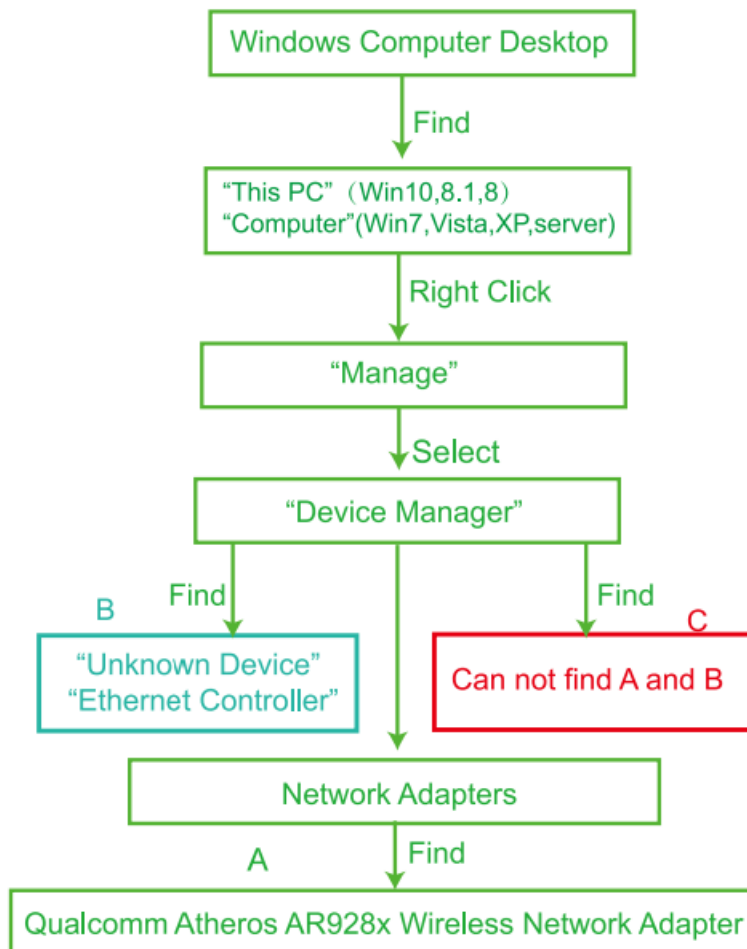 Windows Computer Desktop
Find
“This PC”（Win10,8.1,8）
“Computer”(Win7,Vista,XP,server)
Right Click
“Manage”
Select
“Device Manager”
B
Find
Find
C
“Unknown Device”
“Ethernet Controller”
Can not find A and B
Network Adapters
A
Find
Qualcomm Atheros AR928x Wireless Network Adapter